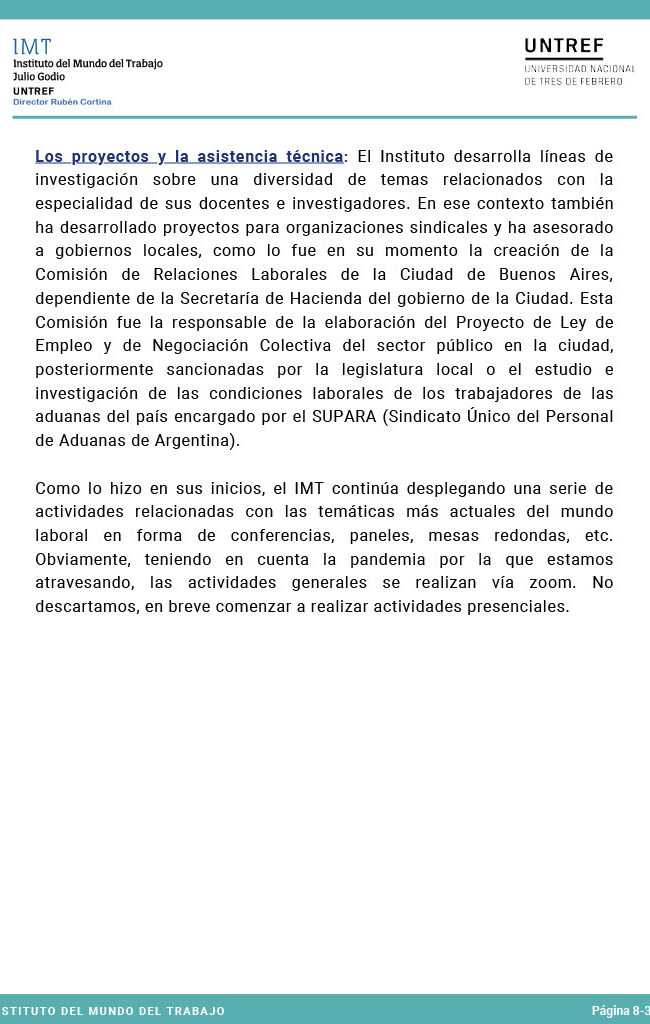 IMT
Instituto del Mundo del Trabajo
Julio Godio
UNTREF
Director Rubén Cortina
UNTREF
UNIVERSIDAD NACIONAL
DE TRES DE FEBRERO
Los proyectos y la asistencia técnica: El Instituto desarrolla líneas de
investigación sobre una diversidad de temas relacionados con la
especialidad de sus docentes e investigadores. En ese contexto también
ha desarrollado proyectos para organizaciones sindicales y ha asesorado
a gobiernos locales, como lo fue en su momento la creación de la
Comisión de Relaciones Laborales de la Ciudad de Buenos Aires,
dependiente de la Secretaría de Hacienda del gobierno de la Ciudad. Esta
Comisión fue la responsable de la elaboración del Proyecto de Ley de
Empleo y de Negociación Colectiva del sector público en la ciudad,
posteriormente sancionadas por la legislatura local o el estudio e
investigación de las condiciones laborales de los trabajadores de las
aduanas del país encargado por el SUPARA (Sindicato Único del Personal
de Aduanas de Argentina).
Como lo hizo en sus inicios, el IMT continúa desplegando una serie de
actividades relacionadas con las temáticas más actuales del mundo
laboral en forma de conferencias, paneles, mesas redondas, etc.
Obviamente, teniendo en cuenta la pandemia por la que estamos
atravesando, las actividades generales se realizan vía zoom. No
descartamos, en breve comenzar a realizar actividades presenciales.
STITUTO DEL MUNDO DEL TRABAJO
Página 8-3